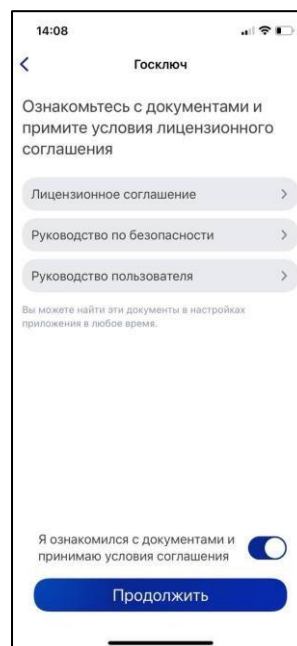 14:08
Госключ
Ознакомьтесь с документами и
примите условия лицензионного
соглашения
Лицензионное соглашение
Руководство по безопасности
Руководство пользователя
Вы можете найти эти документы в настройках
приложения в любое время.
Я ознакомился с документами и
принимаю условия соглашения
Продолжить